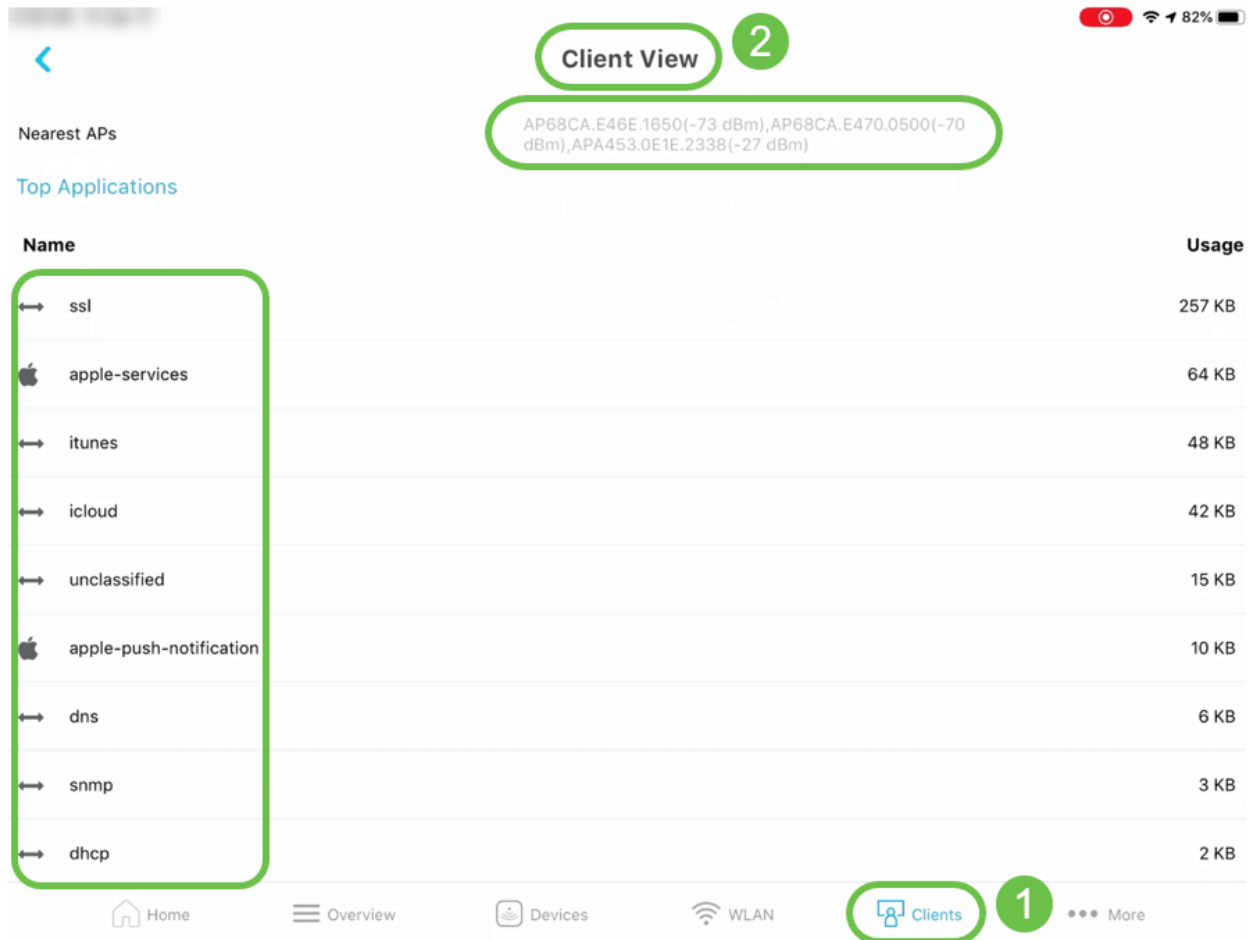 82%
Client View
2
Nearest APs
AP68CA.E46E.1650(-73 dBm),AP68CA.E470.0500(-70
dBm),APA453.0E1E.2338(-27 dBm)
Top Applications
Name Usage
ssl 257 KB
apple-services 64 KB
itunes 48 KB
icloud 42 KB
unclassified 15 KB
apple-push-notification 10 KB
dns 6 KB
snmp 3 KB
dhcp 2 KB
Home Overview Devices WLAN Clients 1 More